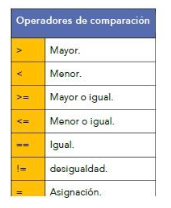 Operadores de comparación
> Mayor.
< Menor.
>= Mayor o igual.
<= Menor o igual.
== Igual.
!= desigualdad.
= Asignación.